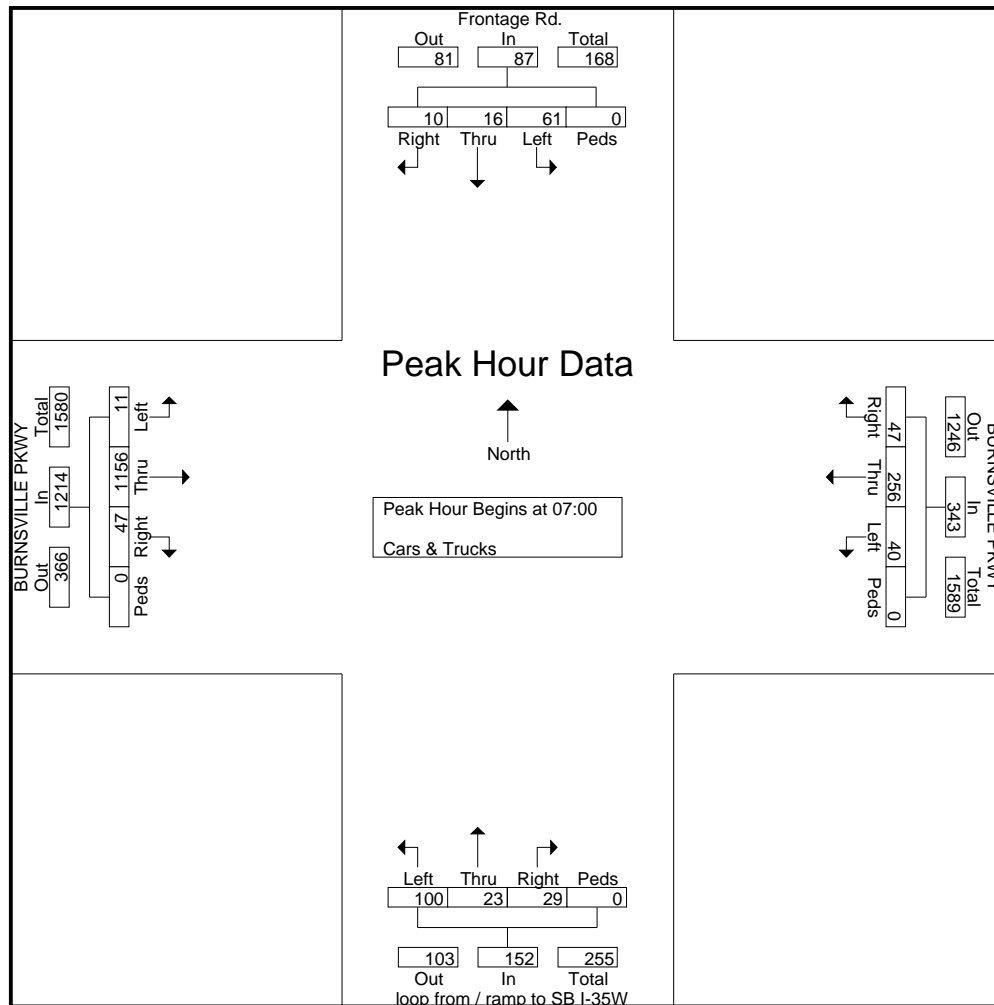 Frontage Rd.
Out In Total
81 87 168
10 16 61 0
Right Thru Left Peds
Peak Hour Data
North
Peak Hour Begins at 07:00
Cars & Trucks
BURNSVILLE PKWY
Out In Total
366 1214 1580
11 1156 47 0
Left Thru Right Peds
BURNSVILLE PKWY
Out In Total
1246 343 1589
47 256 40 0
Right Thru Left Peds
Left Thru Right Peds
100 23 29 0
103 152 255
Out In Total
loop from / ramp to SB I-35W